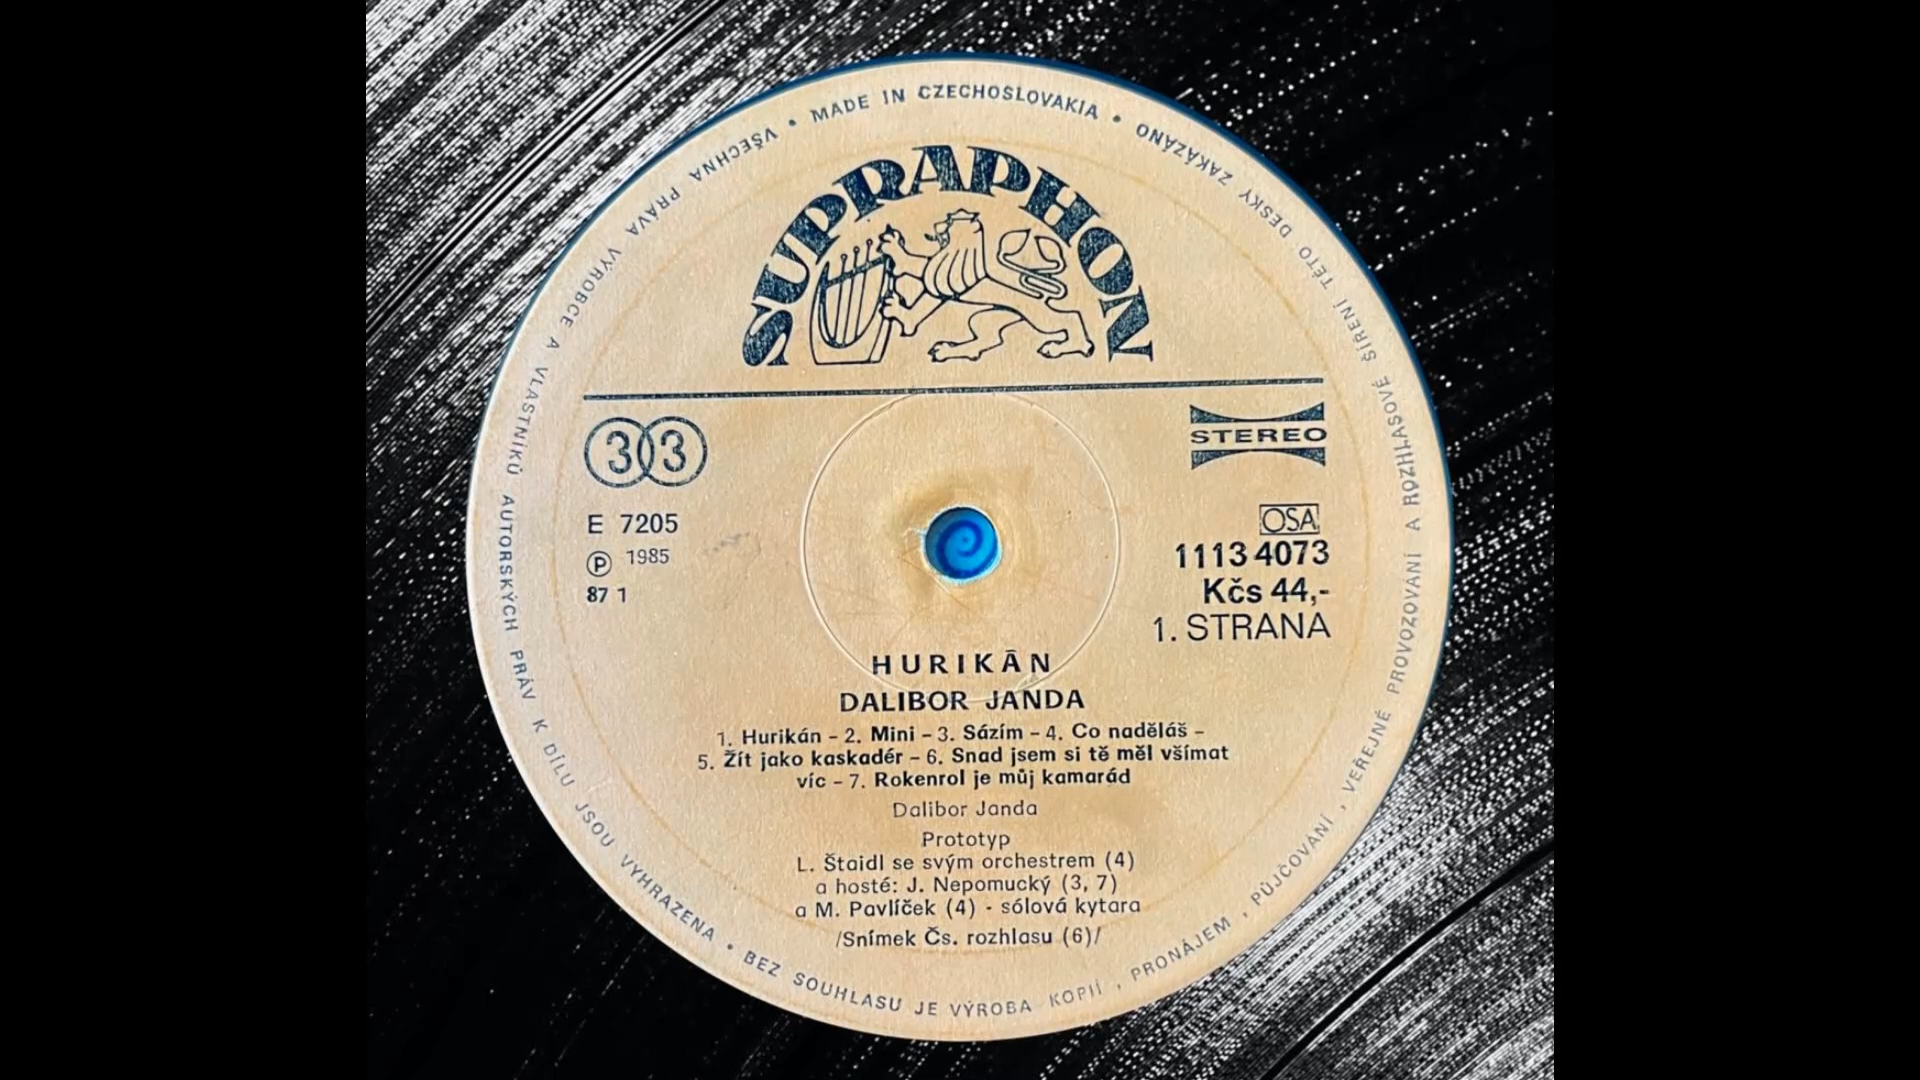 VŠECHNA PRÁVA VÝROBCE A VLASTNÍKŮ AUTORSKÝCH PRÁV K DÍLU JSOU VYHRAZENA • BEZ SOUHLASU JE VÝROBA KOPIÍ, PRONÁJEM, PŮJČOVÁNÍ, VEŘEJNÉ PROVOZOVÁNÍ A ROZHLASOVÉ ŠÍŘENÍ TÉTO DESKY ZAKÁZÁNO • MADE IN CZECHOSLOVAKIA •
SUPRAPHON
33
STEREO
E 7205
Ⓟ 1985
87 1
OSA
1113 4073
Kčs 44,-
1. STRANA
HURIKÁN
DALIBOR JANDA
1. Hurikán – 2. Mini – 3. Sázím – 4. Co naděláš –
5. Žít jako kaskadér – 6. Snad jsem si tě měl všímat
víc – 7. Rokenrol je můj kamarád
Dalibor Janda
Prototyp
L. Štaidl se svým orchestrem (4)
a hosté: J. Nepomucký (3, 7)
a M. Pavlíček (4) - sólová kytara
/Snímek Čs. rozhlasu (6)/